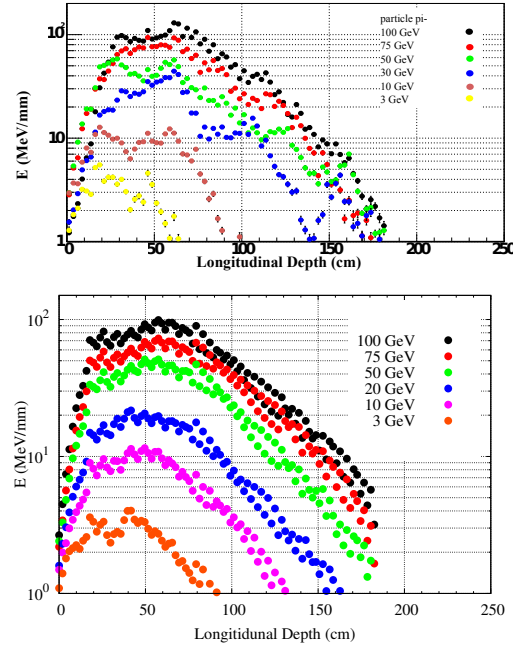 particle pi-
100 GeV
75 GeV
50 GeV
30 GeV
10 GeV
3 GeV
10²
10
1
E (MeV/mm)
0 50 100 150 200 250
Longitudinal Depth (cm)
100 GeV
75 GeV
50 GeV
20 GeV
10 GeV
3 GeV
10²
10¹
10⁰
E (MeV/mm)
0 50 100 150 200 250
Longitidunal Depth (cm)